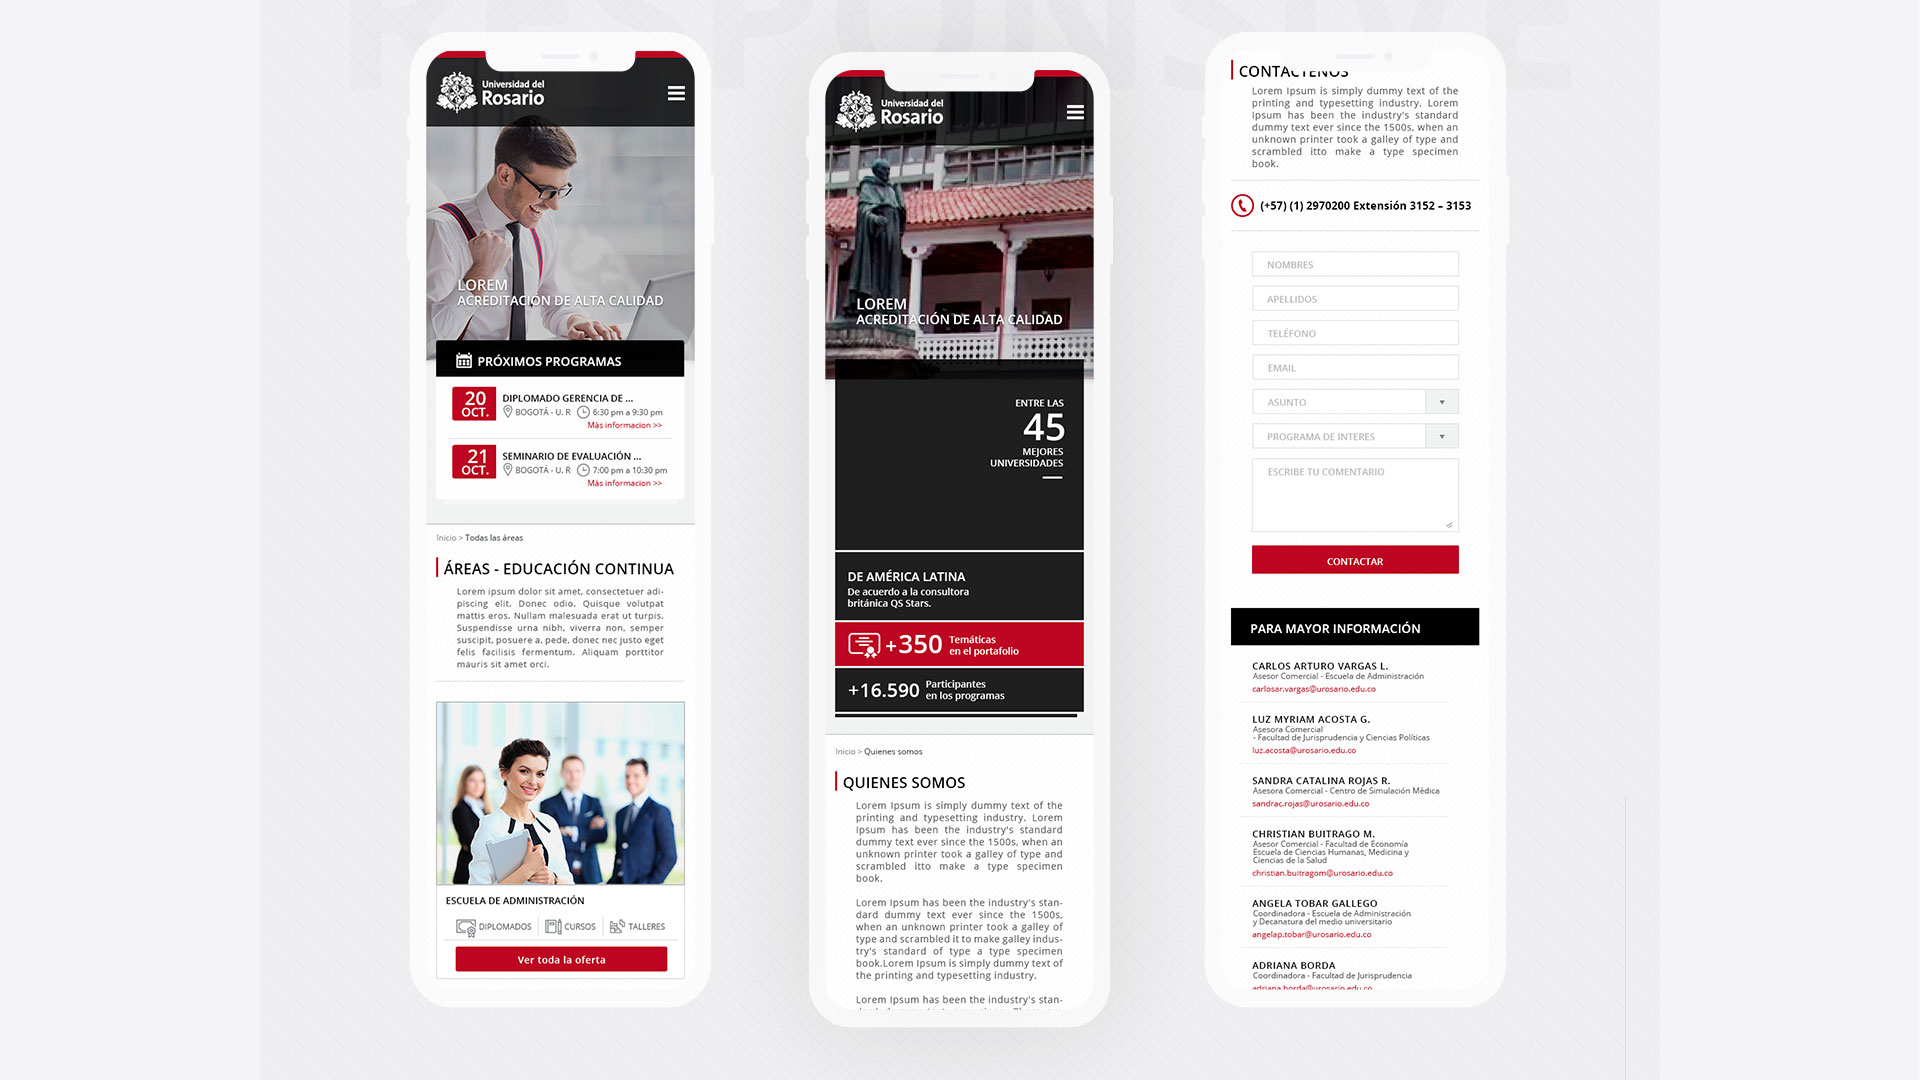 RESPONSIVE
Universidad del
Rosario
LOREM
ACREDITACIÓN DE ALTA CALIDAD
PRÓXIMOS PROGRAMAS
20
OCT.
DIPLOMADO GERENCIA DE ...
BOGOTÁ - U. R
6:30 pm a 9:30 pm
Más informacion >>
21
OCT.
SEMINARIO DE EVALUACIÓN ...
BOGOTÁ - U. R
7:00 pm a 10:30 pm
Más informacion >>
Inicio > Todas las áreas
ÁREAS - EDUCACIÓN CONTINUA
Lorem ipsum dolor sit amet, consectetuer adi-
piscing elit. Donec odio. Quisque volutpat
mattis eros. Nullam malesuada erat ut turpis.
Suspendisse urna nibh, viverra non, semper
suscipit, posuere a, pede, donec nec justo eget
felis facilisis fermentum. Aliquam porttitor
mauris sit amet orci.
ESCUELA DE ADMINISTRACIÓN
DIPLOMADOS
CURSOS
TALLERES
Ver toda la oferta
Universidad del
Rosario
LOREM
ACREDITACIÓN DE ALTA CALIDAD
ENTRE LAS
45
MEJORES
UNIVERSIDADES
DE AMÉRICA LATINA
De acuerdo a la consultora
británica QS Stars.
+350
Temáticas
en el portafolio
+16.590
Participantes
en los programas
Inicio > Quienes somos
QUIENES SOMOS
Lorem Ipsum is simply dummy text of the
printing and typesetting industry. Lorem
Ipsum has been the industry's standard
dummy text ever since the 1500s, when an
unknown printer took a galley of type and
scrambled itto make a type specimen
book.
Lorem Ipsum has been the industry's stan-
dard dummy text ever since the 1500s,
when an unknown printer took a galley of
type and scrambled it to make galley indus-
try's standard of type a type specimen
book.Lorem Ipsum is simply dummy text of
the printing and typesetting industry.
Lorem Ipsum has been the industry's stan-
CONTÁCTENOS
Lorem Ipsum is simply dummy text of the
printing and typesetting industry. Lorem
Ipsum has been the industry's standard
dummy text ever since the 1500s, when an
unknown printer took a galley of type and
scrambled itto make a type specimen
book.
(+57) (1) 2970200 Extensión 3152 – 3153
NOMBRES
APELLIDOS
TELÉFONO
EMAIL
ASUNTO
PROGRAMA DE INTERES
ESCRIBE TU COMENTARIO
CONTACTAR
PARA MAYOR INFORMACIÓN
CARLOS ARTURO VARGAS L.
Asesor Comercial - Escuela de Administración
carlosar.vargas@urosario.edu.co
LUZ MYRIAM ACOSTA G.
Asesora Comercial
- Facultad de Jurisprudencia y Ciencias Políticas
luz.acosta@urosario.edu.co
SANDRA CATALINA ROJAS R.
Asesora Comercial - Centro de Simulación Médica
sandrac.rojas@urosario.edu.co
CHRISTIAN BUITRAGO M.
Asesor Comercial - Facultad de Economía
Escuela de Ciencias Humanas, Medicina y
Ciencias de la Salud
christian.buitragom@urosario.edu.co
ANGELA TOBAR GALLEGO
Coordinadora - Escuela de Administración
y Decanatura del medio universitario
angelap.tobar@urosario.edu.co
ADRIANA BORDA
Coordinadora - Facultad de Jurisprudencia
adriana.borda@urosario.edu.co